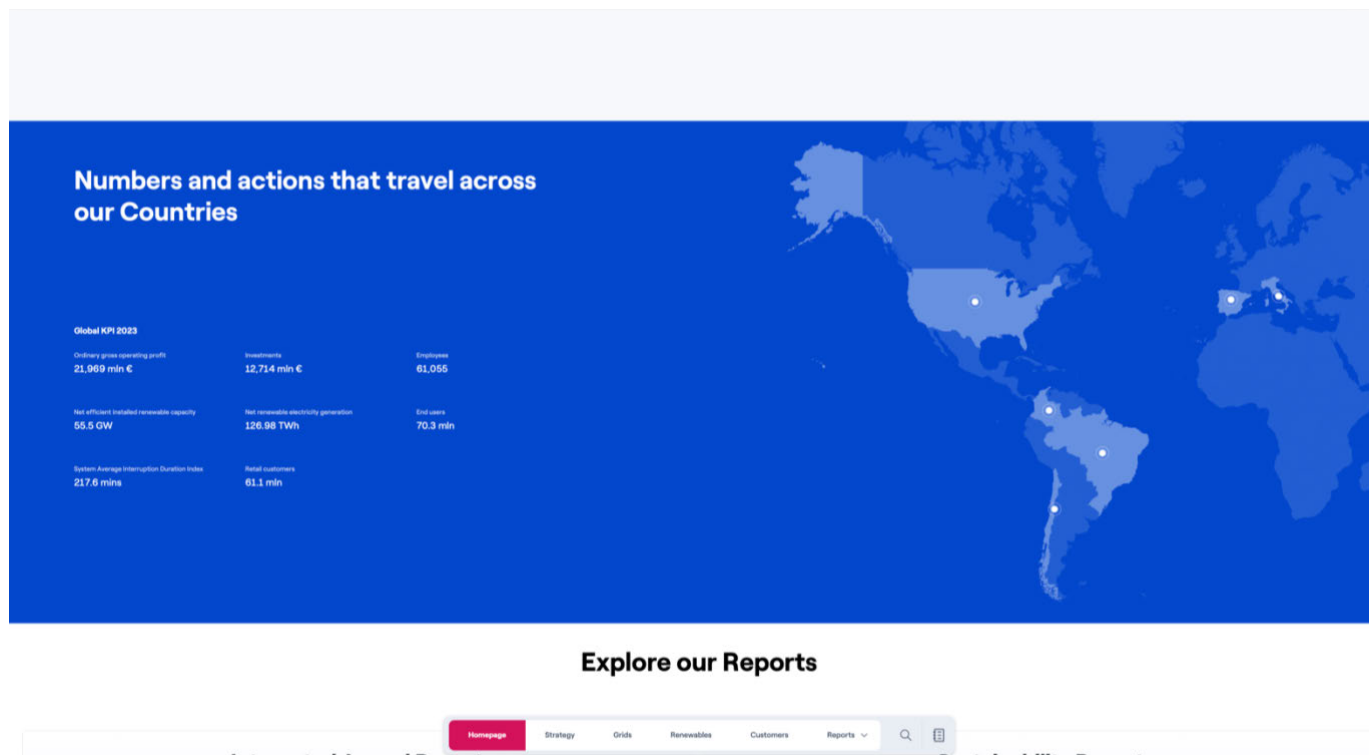 Numbers and actions that travel across
our Countries
Global KPI 2023
Ordinary gross operating profit
21,969 mln €
Investments
12,714 mln €
Employees
61,055
Net efficient installed renewable capacity
55.5 GW
Net renewable electricity generation
126.98 TWh
End users
70.3 mln
System Average Interruption Duration Index
217.6 mins
Retail customers
61.1 mln
Explore our Reports
Homepage
Strategy
Grids
Renewables
Customers
Reports